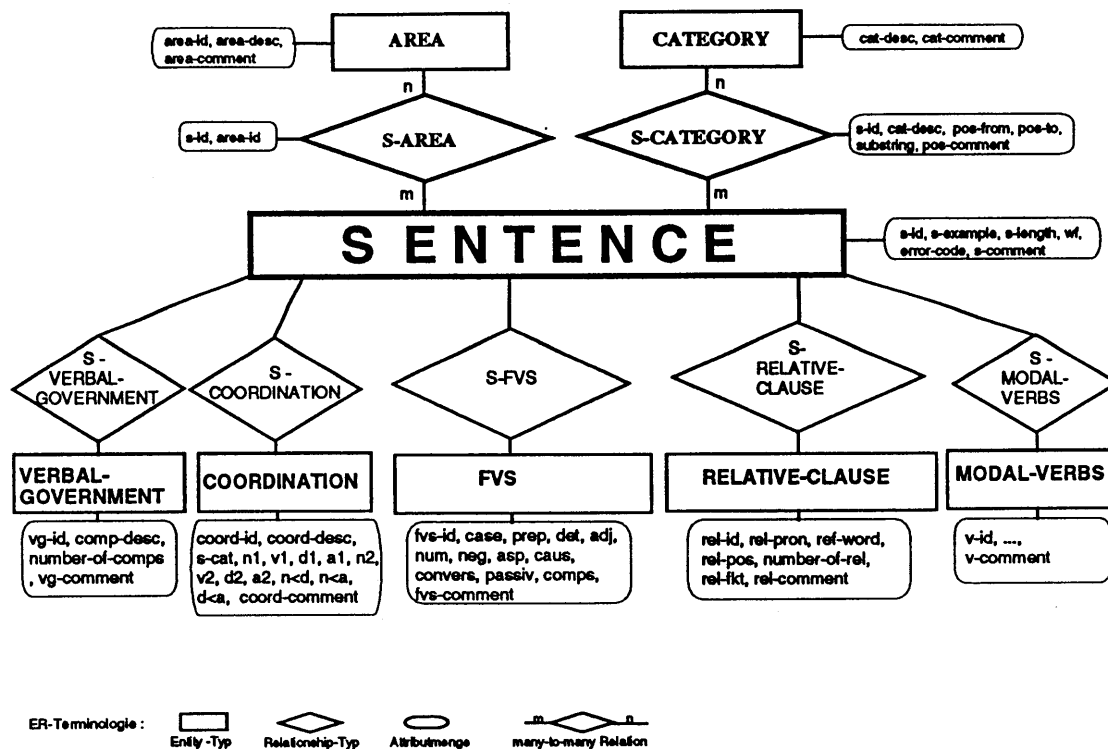 AREA
CATEGORY
area-id, area-desc,
area-comment
cat-desc, cat-comment
n
n
S-AREA
S-CATEGORY
s-id, area-id
s-id, cat-desc, pos-from, pos-to,
substring, pos-comment
m
m
SENTENCE
s-id, s-example, s-length, wf,
error-code, s-comment
S -
VERBAL-
GOVERNMENT
S -
COORDINATION
S-FVS
S-
RELATIVE-
CLAUSE
S-
MODAL-
VERBS
VERBAL-
GOVERNMENT
COORDINATION
FVS
RELATIVE-CLAUSE
MODAL-VERBS
vg-id, comp-desc,
number-of-comps
, vg-comment
coord-id, coord-desc,
s-cat, n1, v1, d1, a1, n2,
v2, d2, a2, n<d, n<a,
d<a, coord-comment
fvs-id, case, prep, det, adj,
num, neg, asp, caus,
convers, passiv, comps,
fvs-comment
rel-id, rel-pron, ref-word,
rel-pos, number-of-rel,
rel-fkt, rel-comment
v-id, ...,
v-comment
ER-Terminologie :
Entity -Typ
Relationship-Typ
Attributmenge
m
n
many-to-many Relation